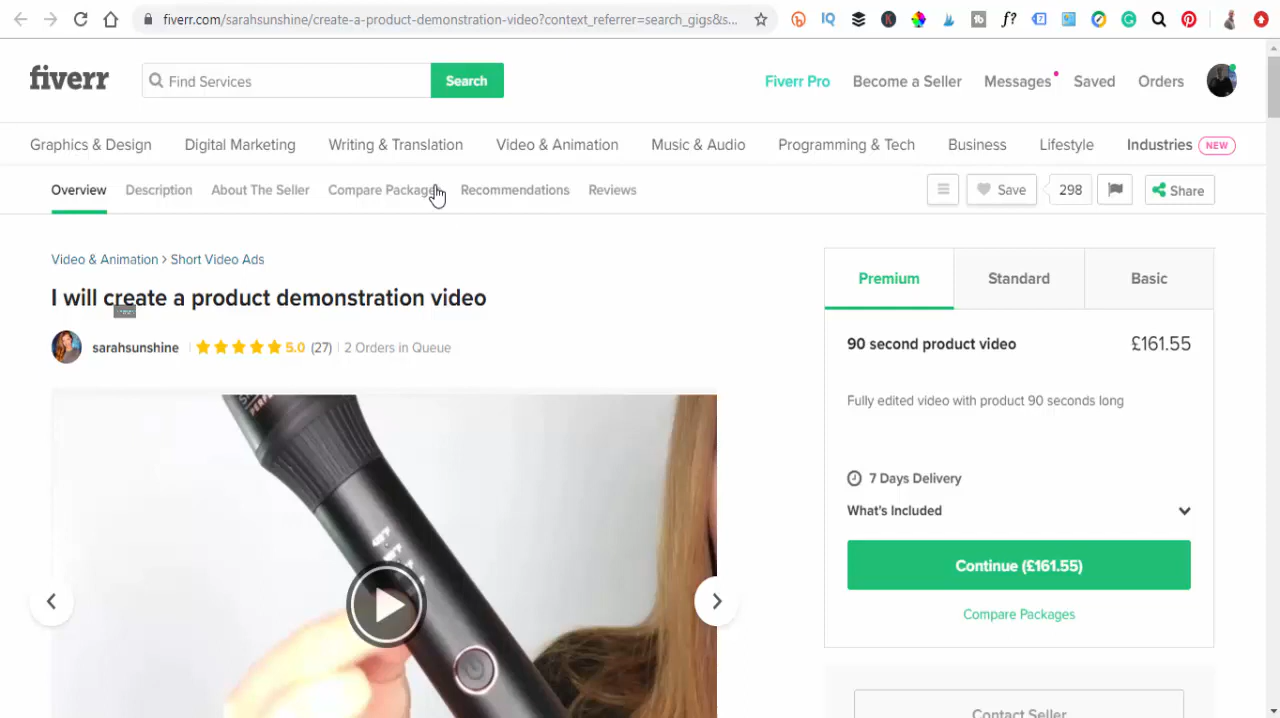 fiverr.com/sarahsunshine/create-a-product-demonstration-video?context_referrer=search_gigs&s...
fiverr
Find Services
Search
Fiverr Pro
Become a Seller
Messages
Saved
Orders
Graphics & Design
Digital Marketing
Writing & Translation
Video & Animation
Music & Audio
Programming & Tech
Business
Lifestyle
Industries NEW
Overview
Description
About The Seller
Compare Packages
Recommendations
Reviews
Save
298
Share
Video & Animation > Short Video Ads
I will create a product demonstration video
sarahsunshine
5.0 (27)
2 Orders in Queue
Premium
Standard
Basic
90 second product video
£161.55
Fully edited video with product 90 seconds long
7 Days Delivery
What's Included
Continue (£161.55)
Compare Packages
Contact Seller